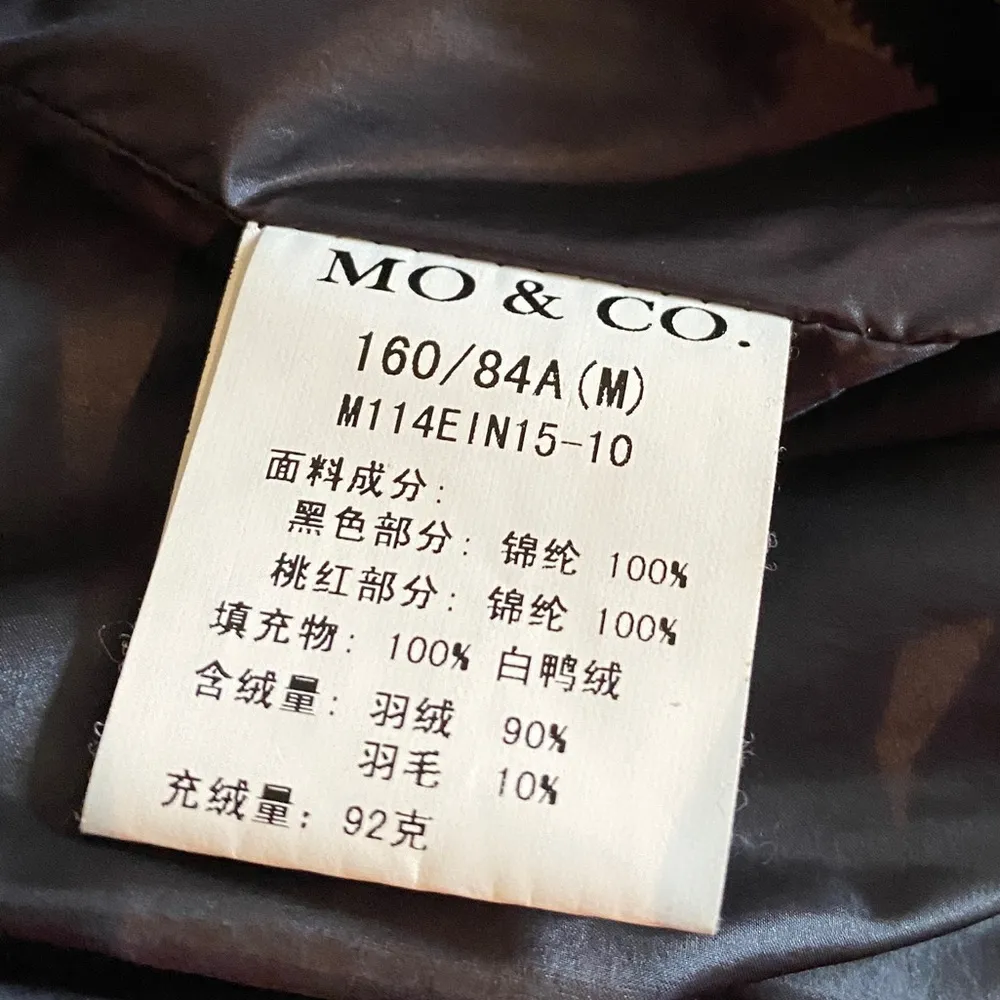 MO & CO.
160/84A(M)
M114EIN15-10
面料成分:
黑色部分: 锦纶 100%
桃红部分: 锦纶 100%
填充物: 100% 白鸭绒
含绒量: 羽绒 90%
羽毛 10%
充绒量: 92克